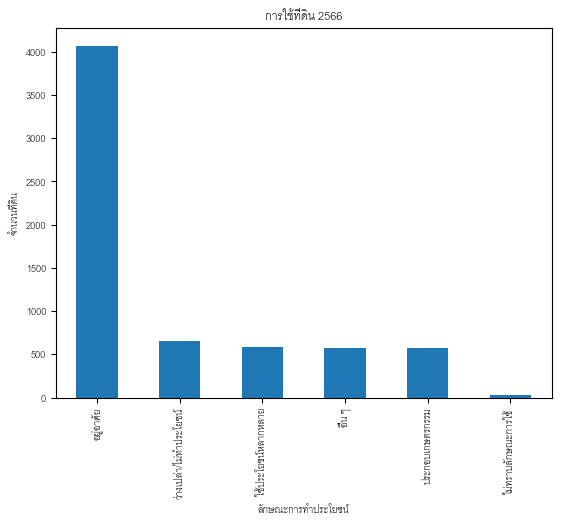 การใช้ที่ดิน 2566
4000
3500
3000
2500
2000
1500
1000
500
0
จำนวนที่ดิน
อยู่อาศัย
ว่างเปล่า/ไม่ทำประโยชน์
ใช้ประโยชน์หลากหลาย
อื่น ๆ
ประกอบเกษตรกรรม
ไม่ทราบลักษณะการใช้
ลักษณะการทำประโยชน์